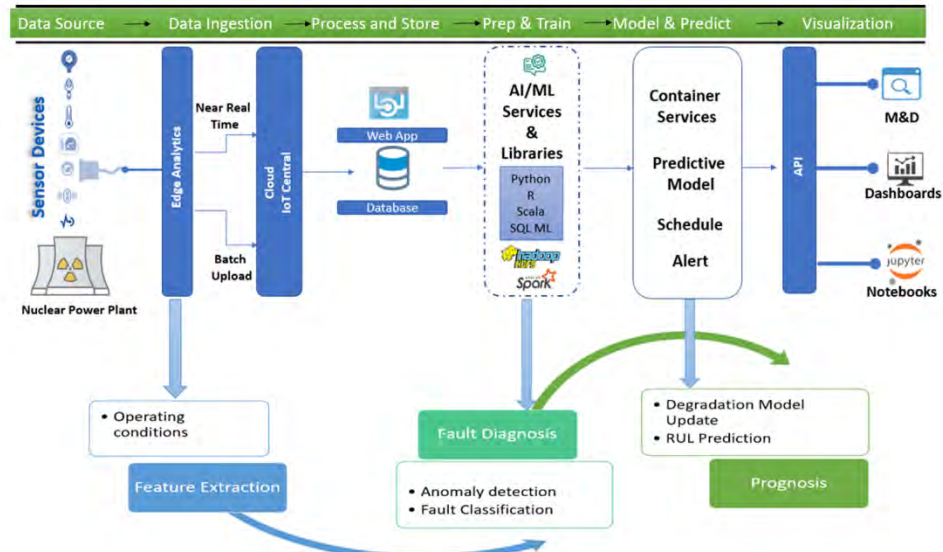 Data Source
Data Ingestion
Process and Store
Prep & Train
Model & Predict
Visualization
Sensor Devices
Nuclear Power Plant
Edge Analytics
Near Real
Time
Batch
Upload
Cloud
IoT Central
Web App
Database
AI/ML
Services
&
Libraries
Python
R
Scala
SQL ML
hadoop
HDFS
APACHE
Spark
Container
Services
Predictive
Model
Schedule
Alert
API
M&D
Dashboards
jupyter
Notebooks
• Operating
conditions
Feature Extraction
Fault Diagnosis
• Anomaly detection
• Fault Classification
• Degradation Model
Update
• RUL Prediction
Prognosis